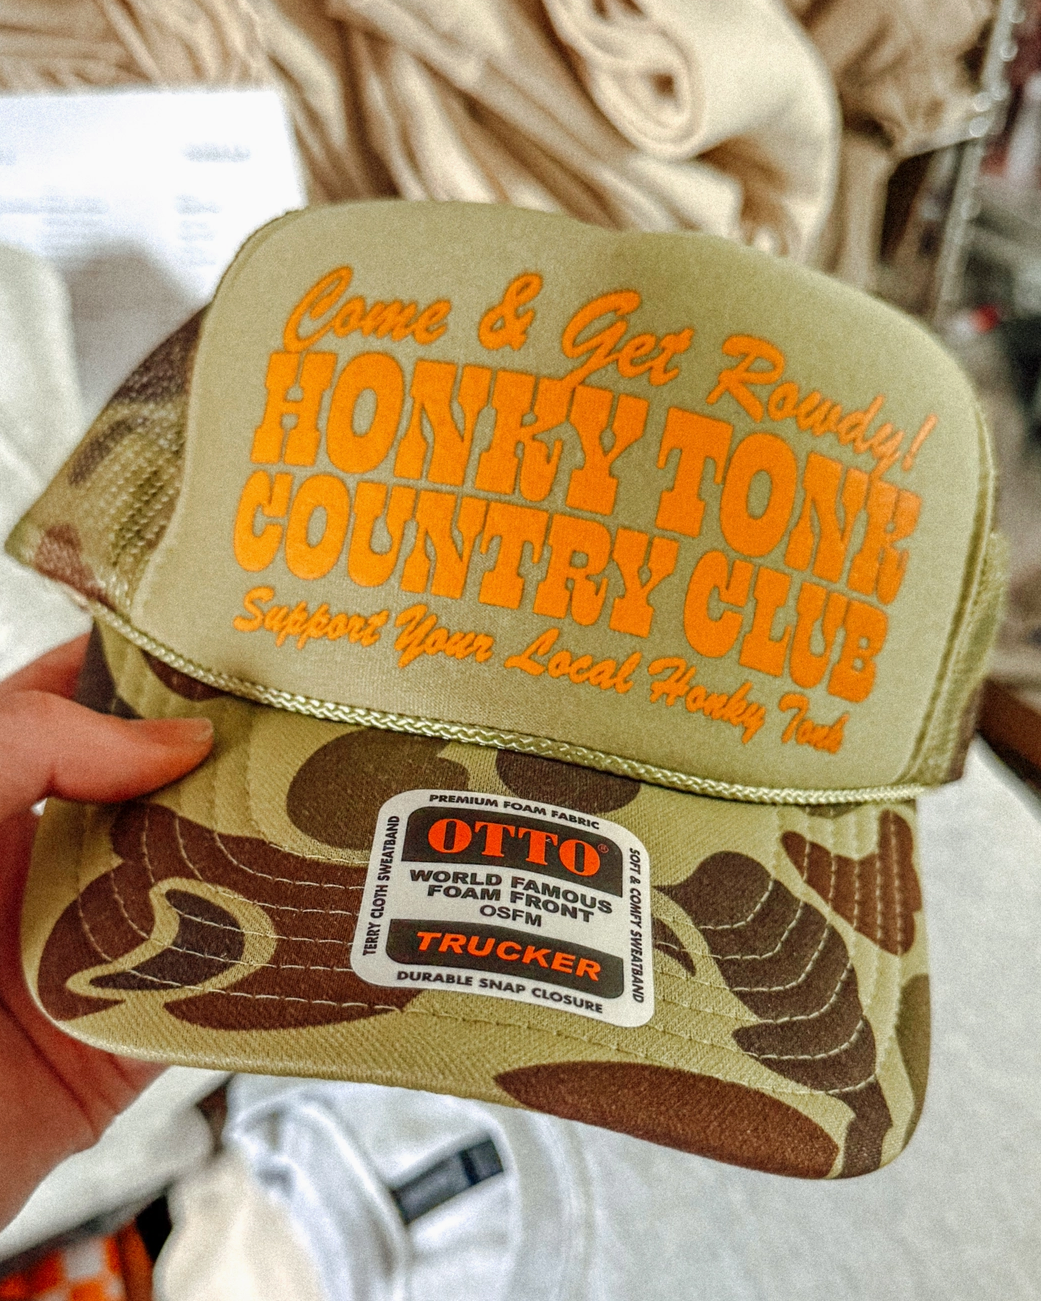 Come & Get Rowdy!
HONKY TONK
COUNTRY CLUB
Support Your Local Honky Tonk
PREMIUM FOAM FABRIC
TERRY CLOTH SWEATBAND
OTTO®
WORLD FAMOUS
FOAM FRONT
OSFM
TRUCKER
SOFT & COMFY SWEATBAND
DURABLE SNAP CLOSURE